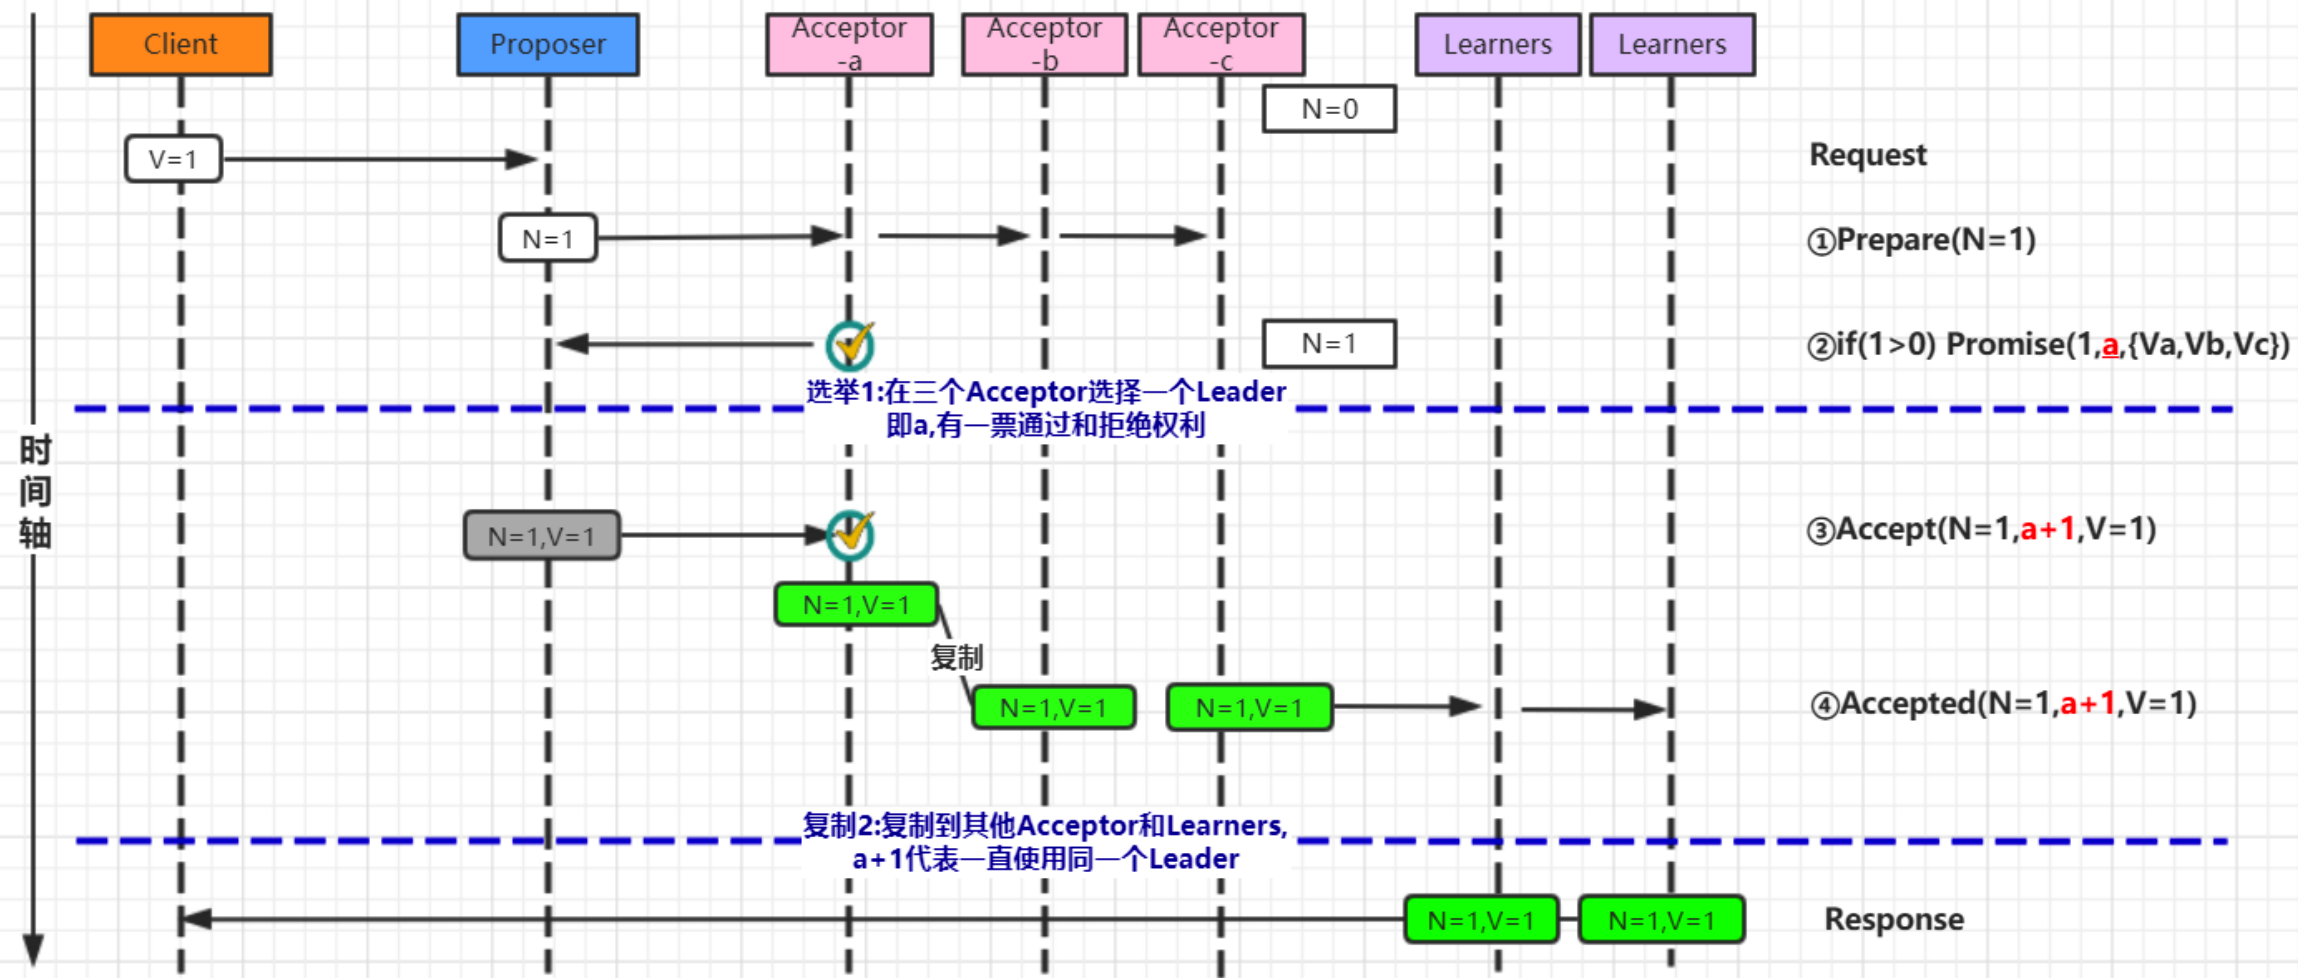 Client
Proposer
Acceptor
-a
Acceptor
-b
Acceptor
-c
Learners
Learners
N=0
V=1
Request
N=1
①Prepare(N=1)
N=1
②if(1>0) Promise(1,a,{Va,Vb,Vc})
选举1:在三个Acceptor选择一个Leader
即a,有一票通过和拒绝权利
时间轴
N=1,V=1
③Accept(N=1,a+1,V=1)
N=1,V=1
复制
N=1,V=1
N=1,V=1
④Accepted(N=1,a+1,V=1)
复制2:复制到其他Acceptor和Learners,
a+1代表一直使用同一个Leader
N=1,V=1
N=1,V=1
Response